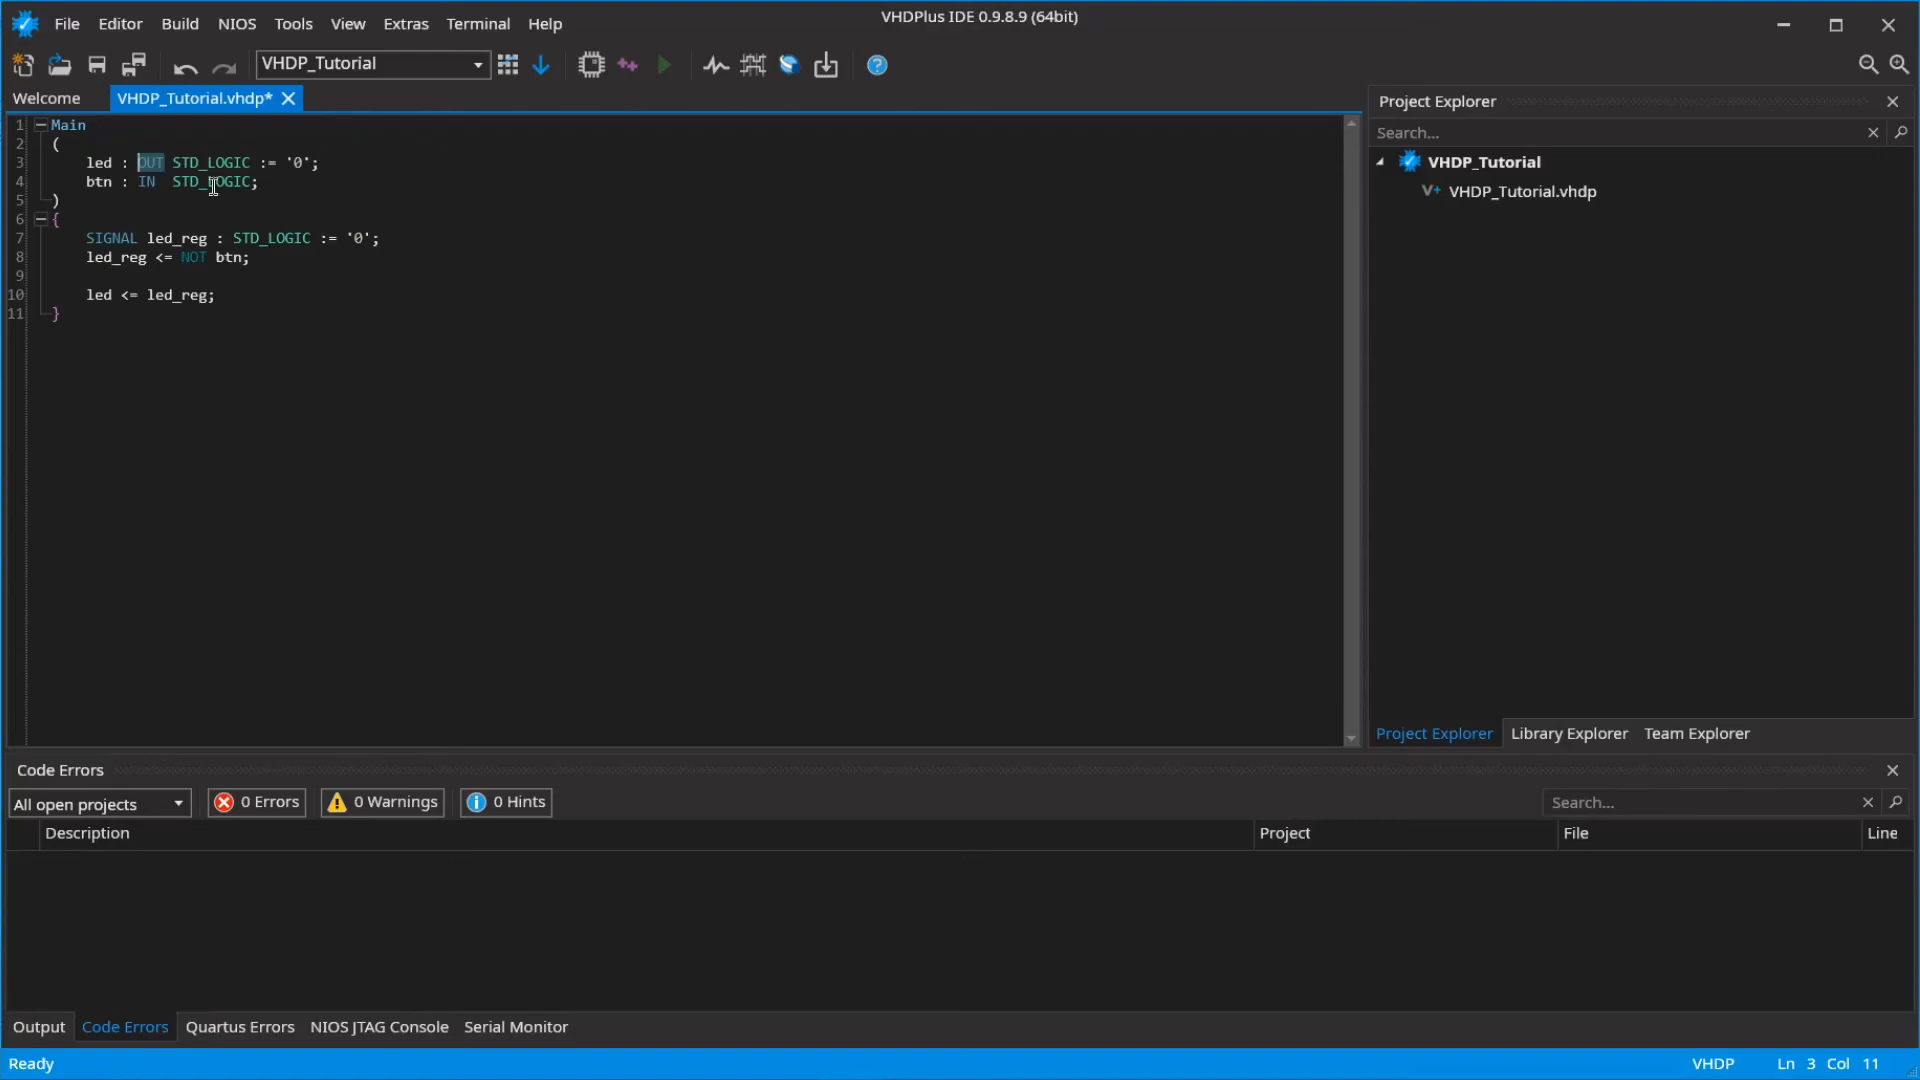 File Editor Build NIOS Tools View Extras Terminal Help
VHDPlus IDE 0.9.8.9 (64bit)
VHDP_Tutorial
Welcome VHDP_Tutorial.vhdp*
1 Main
2 (
3 led : OUT STD_LOGIC := '0';
4 btn : IN STD_LOGIC;
5 )
6 {
7 SIGNAL led_reg : STD_LOGIC := '0';
8 led_reg <= NOT btn;
9
10 led <= led_reg;
11 }
Project Explorer
Search...
VHDP_Tutorial
V+ VHDP_Tutorial.vhdp
Project Explorer Library Explorer Team Explorer
Code Errors
All open projects 0 Errors 0 Warnings 0 Hints Search...
Description Project File Line
Output Code Errors Quartus Errors NIOS JTAG Console Serial Monitor
Ready VHDP Ln 3 Col 11